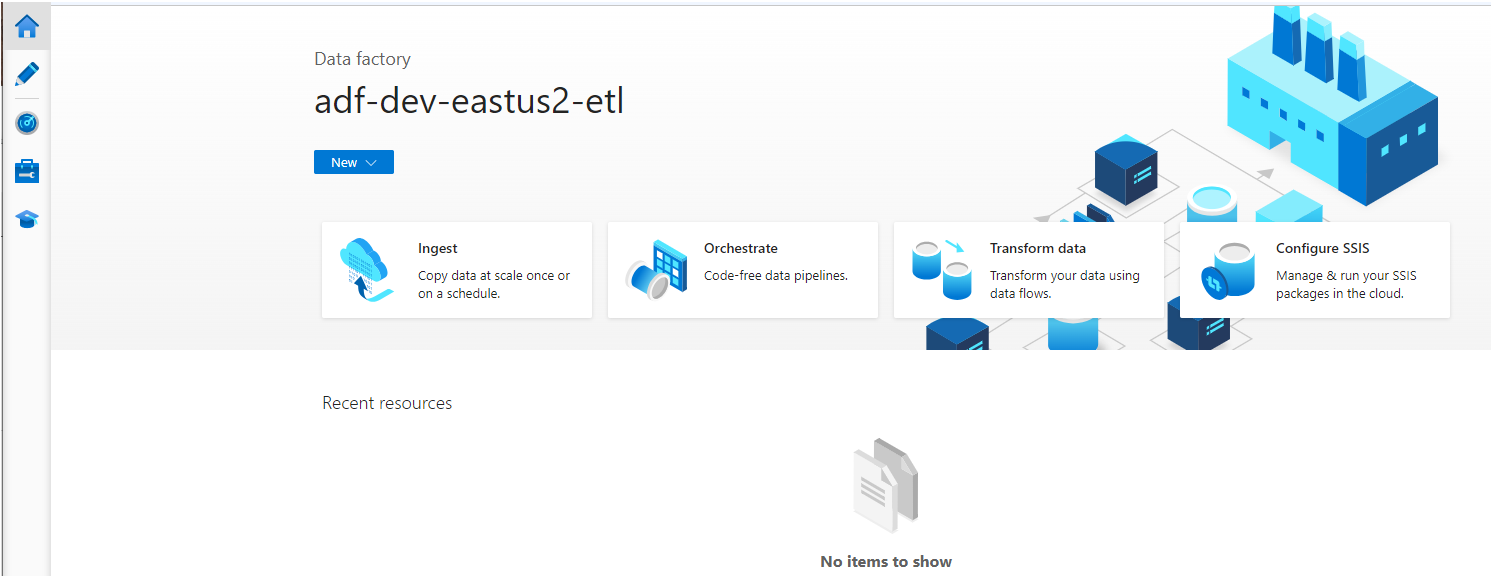 Data factory
adf-dev-eastus2-etl
New
Ingest
Copy data at scale once or
on a schedule.
Orchestrate
Code-free data pipelines.
Transform data
Transform your data using
data flows.
Configure SSIS
Manage & run your SSIS
packages in the cloud.
Recent resources
No items to show